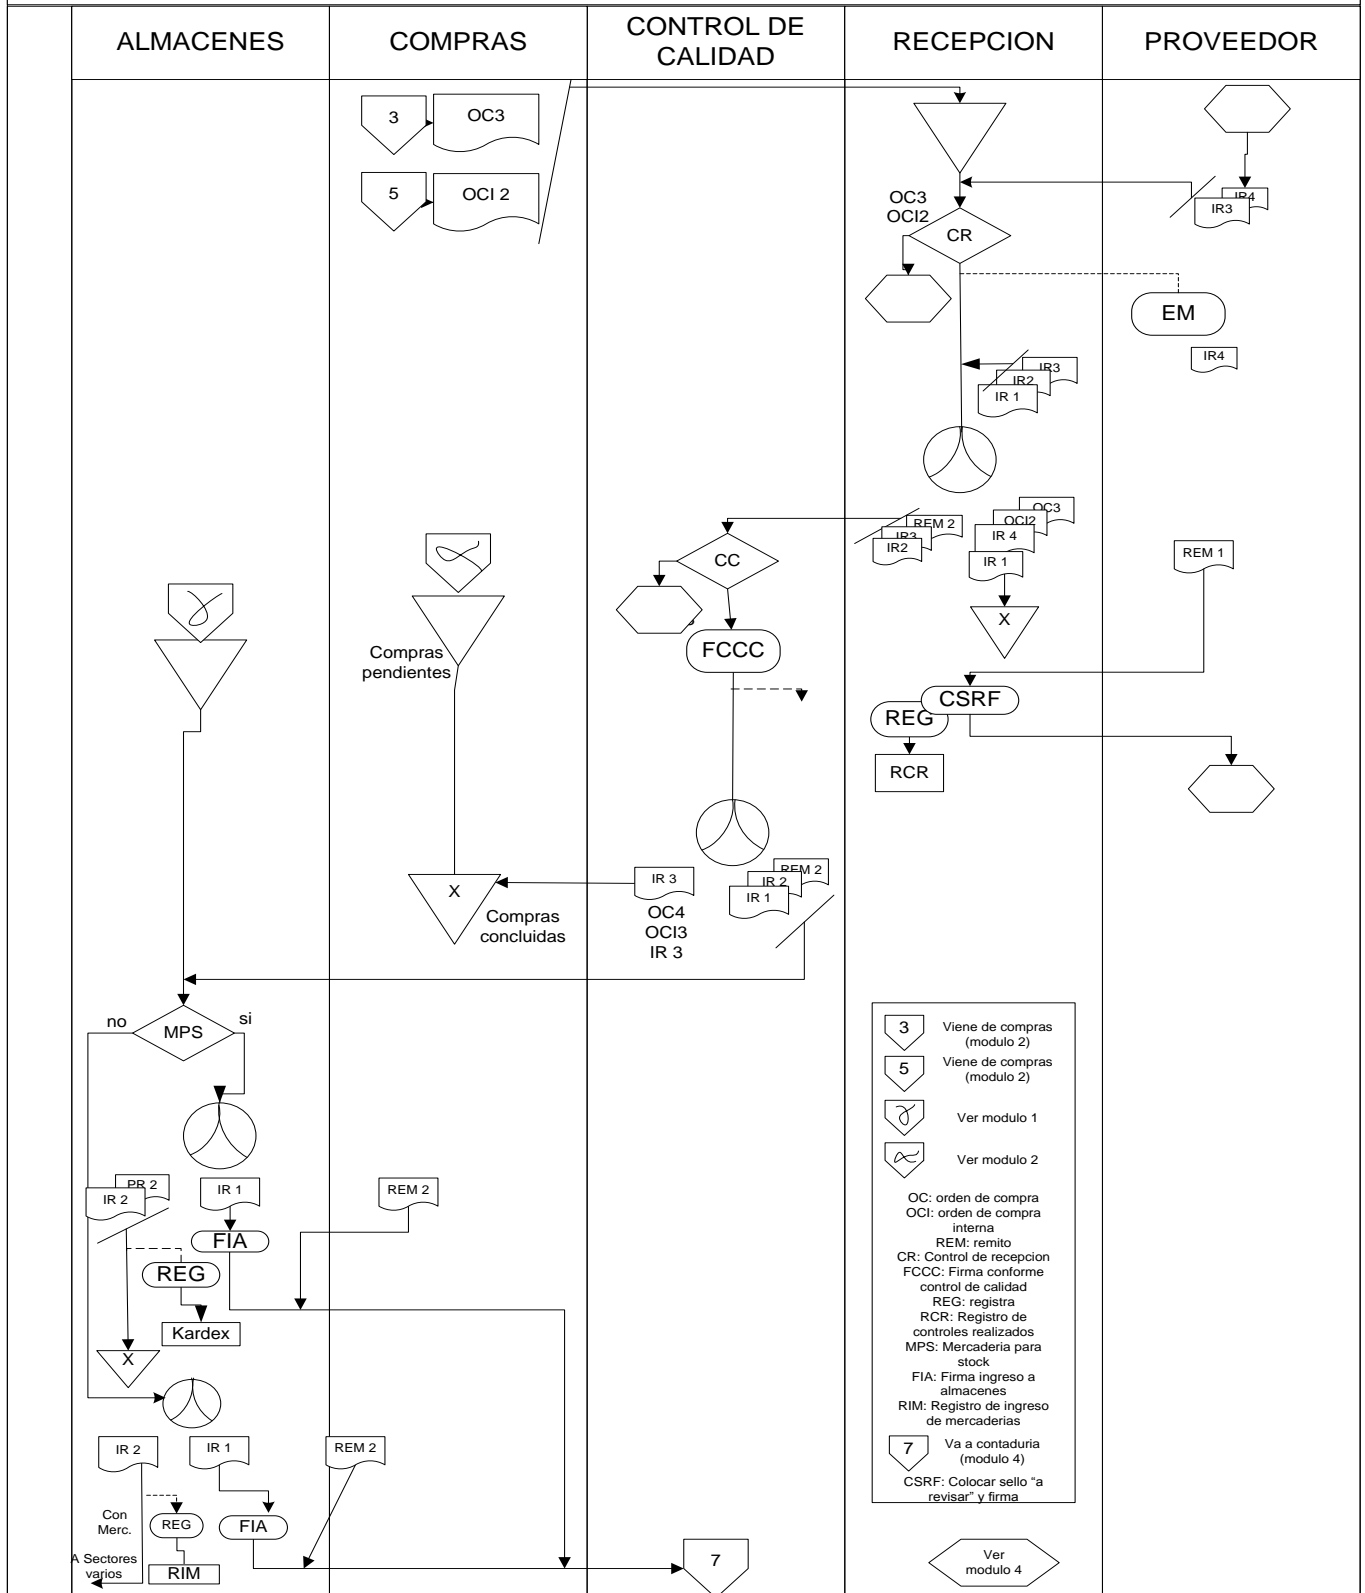 ALMACENES
COMPRAS
CONTROL DE
CALIDAD
RECEPCION
PROVEEDOR
3
OC3
5
OCI 2
OC3
OCI2
CR
IR4
IR3
EM
IR4
IR3
IR2
IR 1
REM 2
IR3
IR2
OC3
OCI2
IR 4
IR 1
X
REM 1
CC
FCCC
Compras
pendientes
CSRF
REG
RCR
X
Compras
concluidas
IR 3
OC4
OCI3
IR 3
REM 2
IR 2
IR 1
no
MPS
si
PR 2
IR 2
IR 1
REM 2
FIA
REG
Kardex
X
IR 2
IR 1
REM 2
Con
Merc.
REG
FIA
A Sectores
varios
RIM
7
3
Viene de compras
(modulo 2)
5
Viene de compras
(modulo 2)
Ver modulo 1
Ver modulo 2
OC: orden de compra
OCI: orden de compra
interna
REM: remito
CR: Control de recepcion
FCCC: Firma conforme
control de calidad
REG: registra
RCR: Registro de
controles realizados
MPS: Mercaderia para
stock
FIA: Firma ingreso a
almacenes
RIM: Registro de ingreso
de mercaderias
7
Va a contaduria
(modulo 4)
CSRF: Colocar sello “a
revisar” y firma
Ver
modulo 4